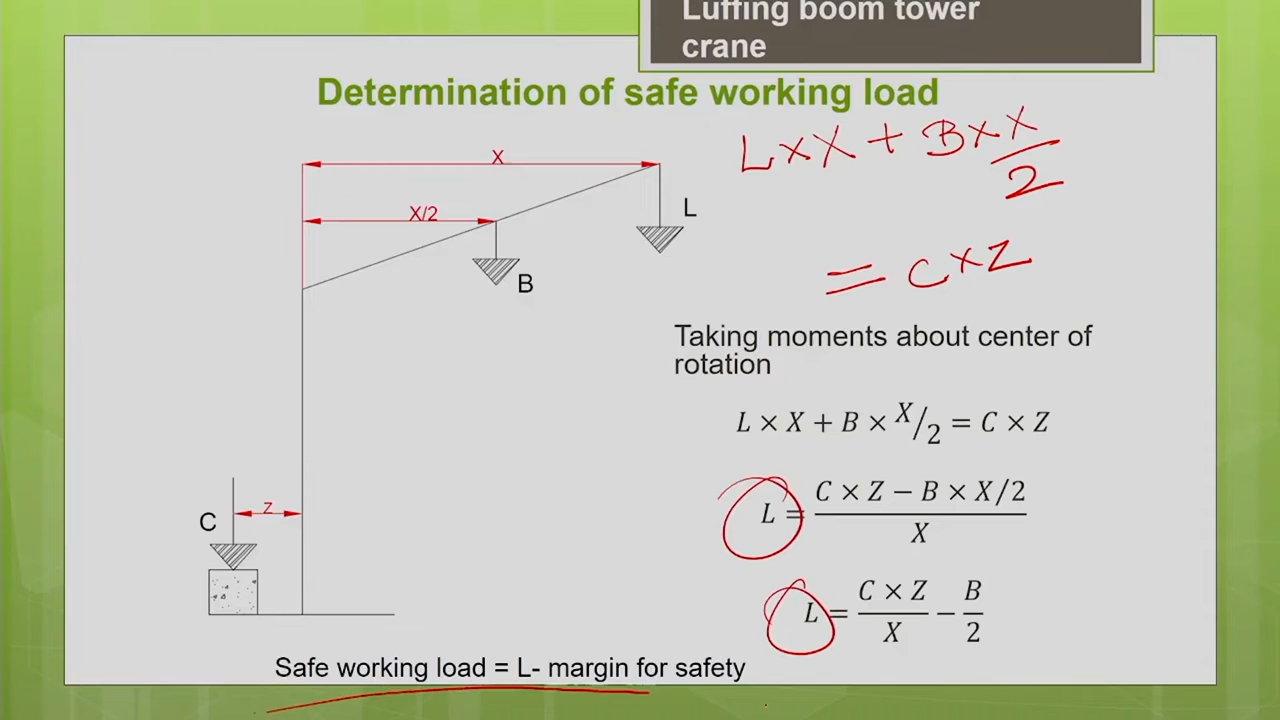 Luffing boom tower
crane
Determination of safe working load
L×X + B×X/2
= C×Z
X
X/2
L
B
Taking moments about center of
rotation
L × X + B × X/2 = C × Z
L = (C × Z − B × X/2)/X
L = (C × Z)/X − B/2
Z
C
Safe working load = L- margin for safety